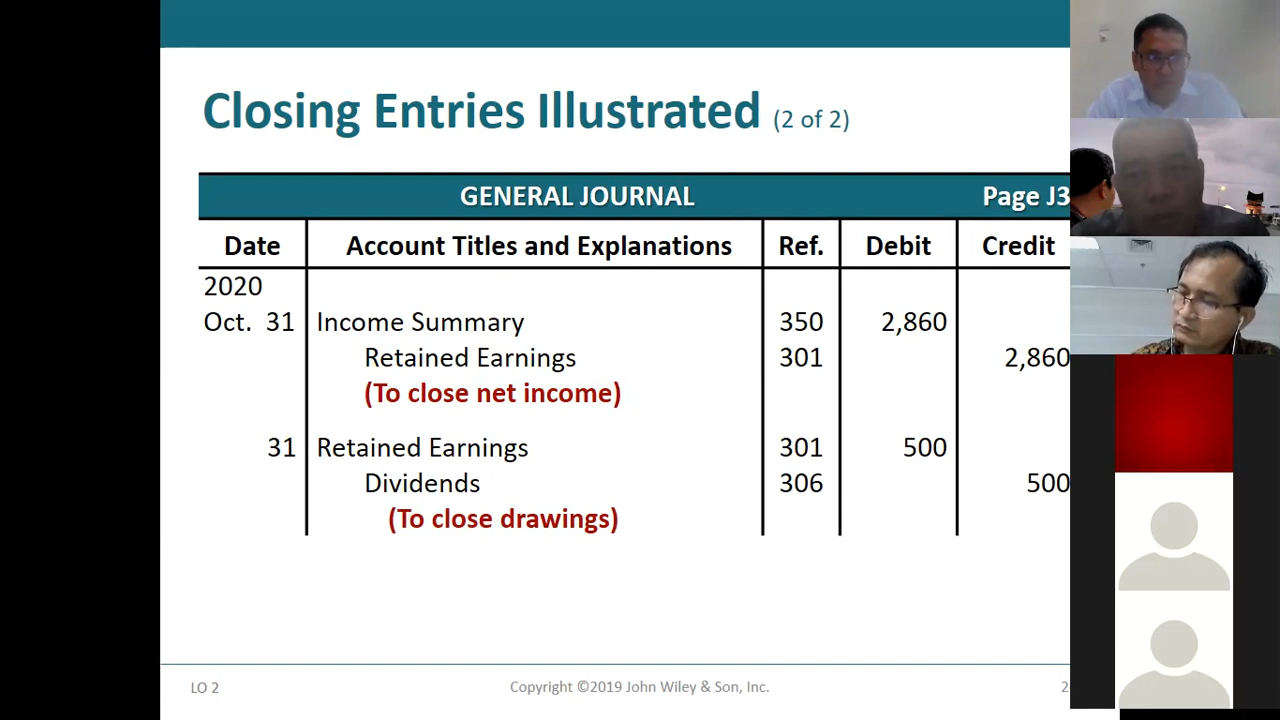 Closing Entries Illustrated (2 of 2)
GENERAL JOURNAL Page J3
Date Account Titles and Explanations Ref. Debit Credit
2020
Oct. 31 Income Summary 350 2,860
Retained Earnings 301 2,860
(To close net income)
31 Retained Earnings 301 500
Dividends 306 500
(To close drawings)
LO 2 Copyright ©2019 John Wiley & Son, Inc.